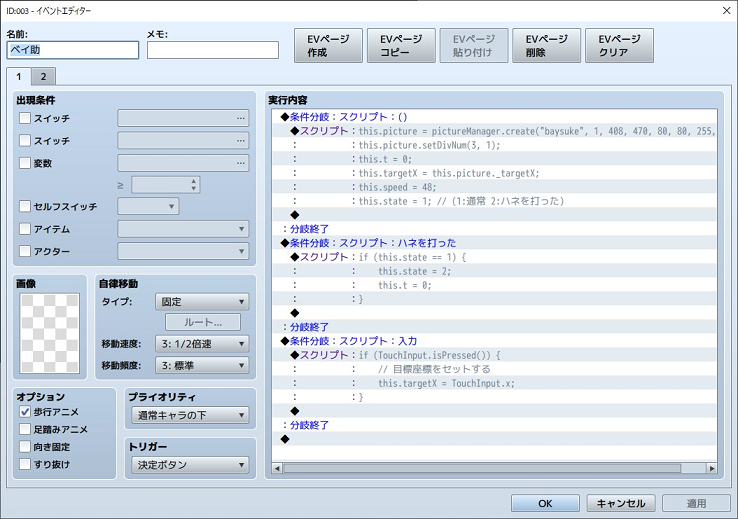 ID:003 - イベントエディター
名前:
メモ:
ベイ助
EVページ
作成
EVページ
コピー
EVページ
貼り付け
EVページ
削除
EVページ
クリア
1
2
出現条件
スイッチ
...
スイッチ
...
変数
...
≥
セルフスイッチ
アイテム
アクター
画像
自律移動
タイプ:
固定
ルート...
移動速度:
3: 1/2倍速
移動頻度:
3: 標準
オプション
歩行アニメ
足踏みアニメ
向き固定
すり抜け
プライオリティ
通常キャラの下
トリガー
決定ボタン
実行内容
◆条件分岐：スクリプト：()
◆スクリプト：this.picture = pictureManager.create("baysuke", 1, 408, 470, 80, 80, 255,
：　　　　　：this.picture.setDivNum(3, 1);
：　　　　　：this.t = 0;
：　　　　　：this.targetX = this.picture._targetX;
：　　　　　：this.speed = 48;
：　　　　　：this.state = 1; // (1:通常 2:ハネを打った)
◆
：分岐終了
◆条件分岐：スクリプト：ハネを打った
◆スクリプト：if (this.state == 1) {
：　　　　　：    this.state = 2;
：　　　　　：    this.t = 0;
：　　　　　：}
◆
：分岐終了
◆条件分岐：スクリプト：入力
◆スクリプト：if (TouchInput.isPressed()) {
：　　　　　：    // 目標座標をセットする
：　　　　　：    this.targetX = TouchInput.x;
：　　　　　：}
◆
：分岐終了
◆
OK
キャンセル
適用